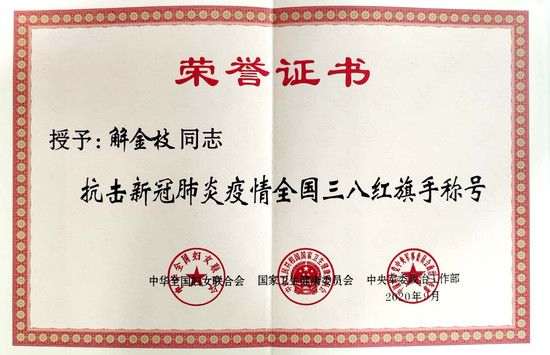 荣誉证书
授予：解金枝同志
抗击新冠肺炎疫情全国三八红旗手称号
中华全国妇女联合会 国家卫生健康委员会 中央军委政治工作部
2020年9月